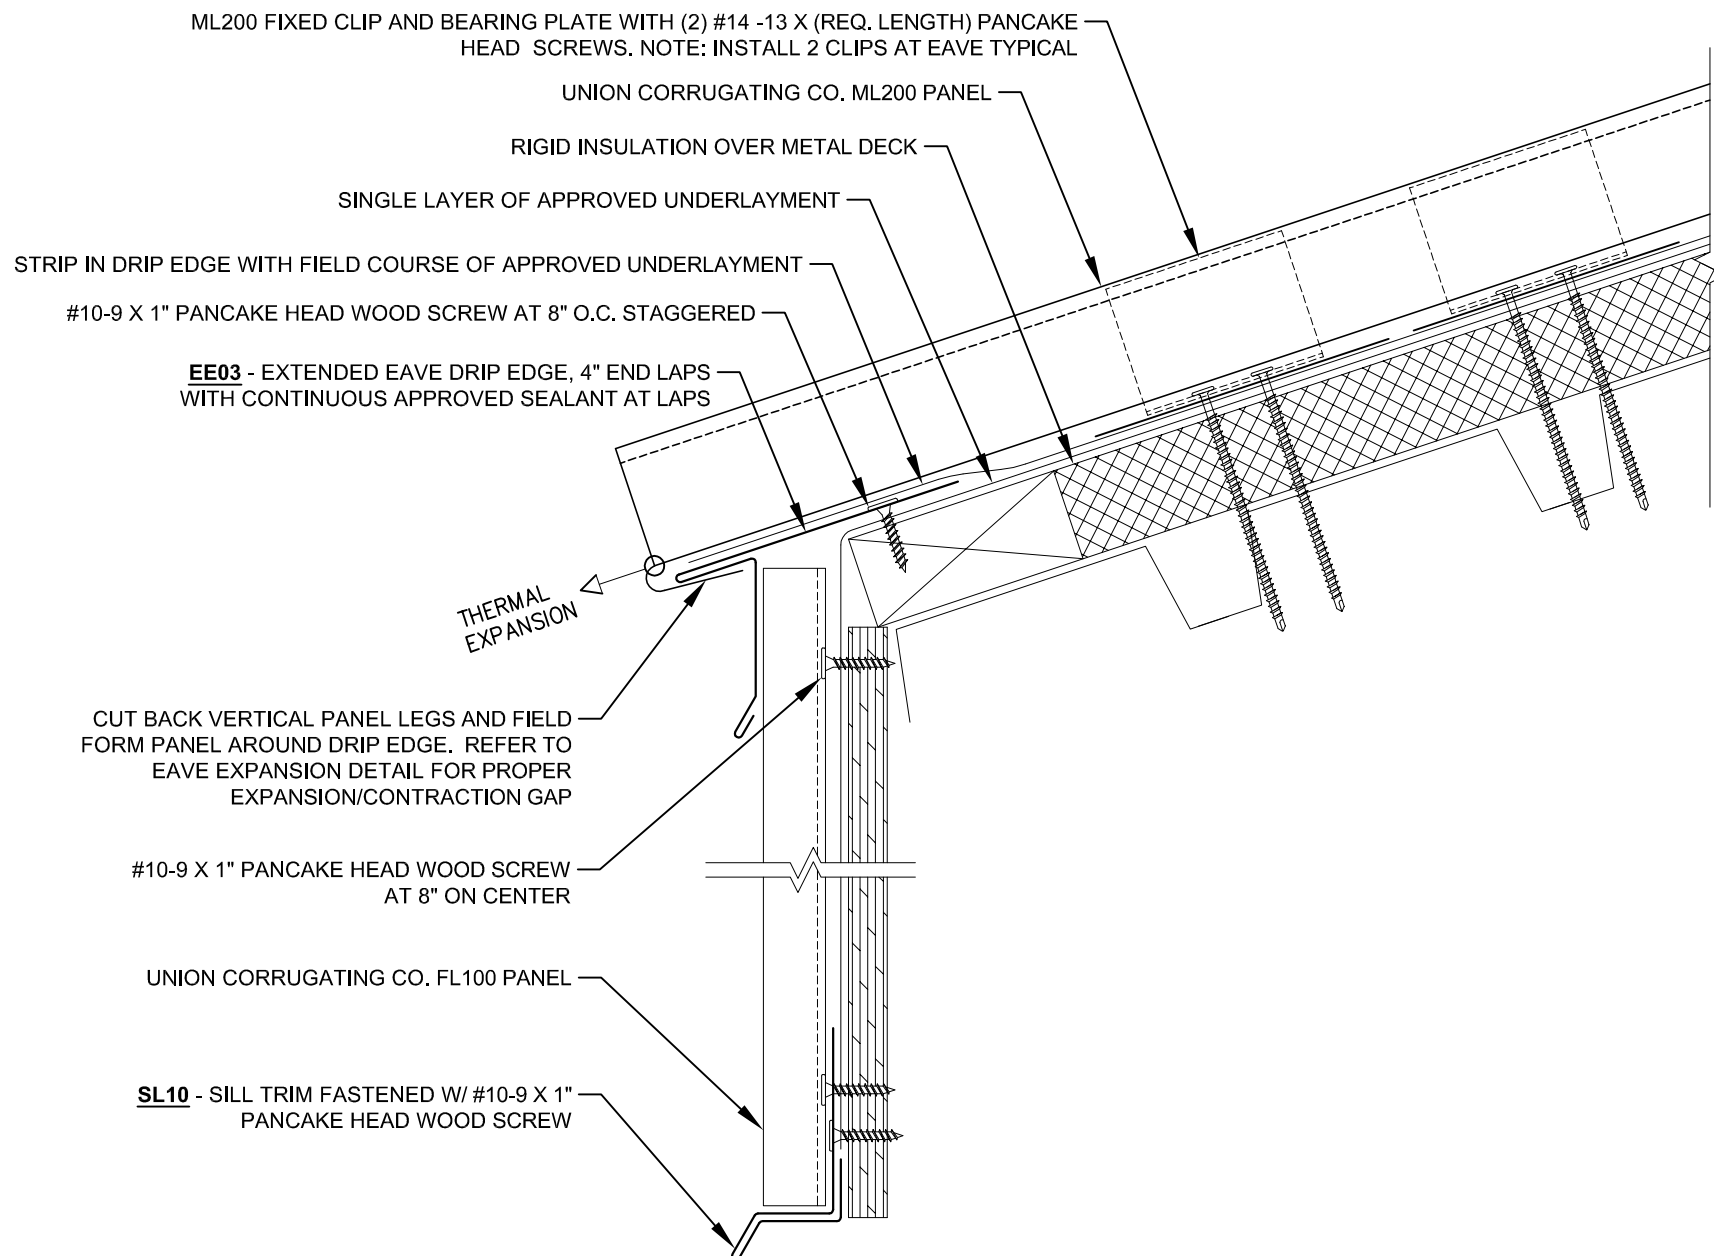 ML200 FIXED CLIP AND BEARING PLATE WITH (2) #14 -13 X (REQ. LENGTH) PANCAKE
HEAD SCREWS. NOTE: INSTALL 2 CLIPS AT EAVE TYPICAL
UNION CORRUGATING CO. ML200 PANEL
RIGID INSULATION OVER METAL DECK
SINGLE LAYER OF APPROVED UNDERLAYMENT
STRIP IN DRIP EDGE WITH FIELD COURSE OF APPROVED UNDERLAYMENT
#10-9 X 1" PANCAKE HEAD WOOD SCREW AT 8" O.C. STAGGERED
EE03 - EXTENDED EAVE DRIP EDGE, 4" END LAPS
WITH CONTINUOUS APPROVED SEALANT AT LAPS
THERMAL
EXPANSION
CUT BACK VERTICAL PANEL LEGS AND FIELD
FORM PANEL AROUND DRIP EDGE. REFER TO
EAVE EXPANSION DETAIL FOR PROPER
EXPANSION/CONTRACTION GAP
#10-9 X 1" PANCAKE HEAD WOOD SCREW
AT 8" ON CENTER
UNION CORRUGATING CO. FL100 PANEL
SL10 - SILL TRIM FASTENED W/ #10-9 X 1"
PANCAKE HEAD WOOD SCREW